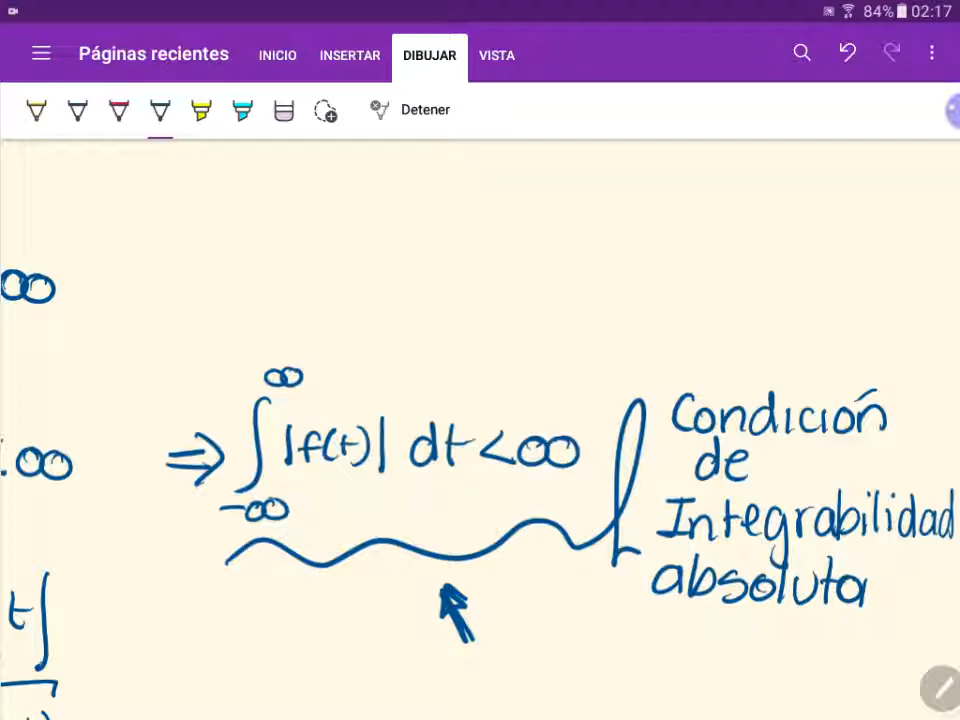 84% 02:17
Páginas recientes INICIO INSERTAR DIBUJAR VISTA
Detener
∞
∞
⇒ ∫ |f(t)| dt < ∞
-∞
.∞
t
Condición
de
Integrabilidad
absoluta